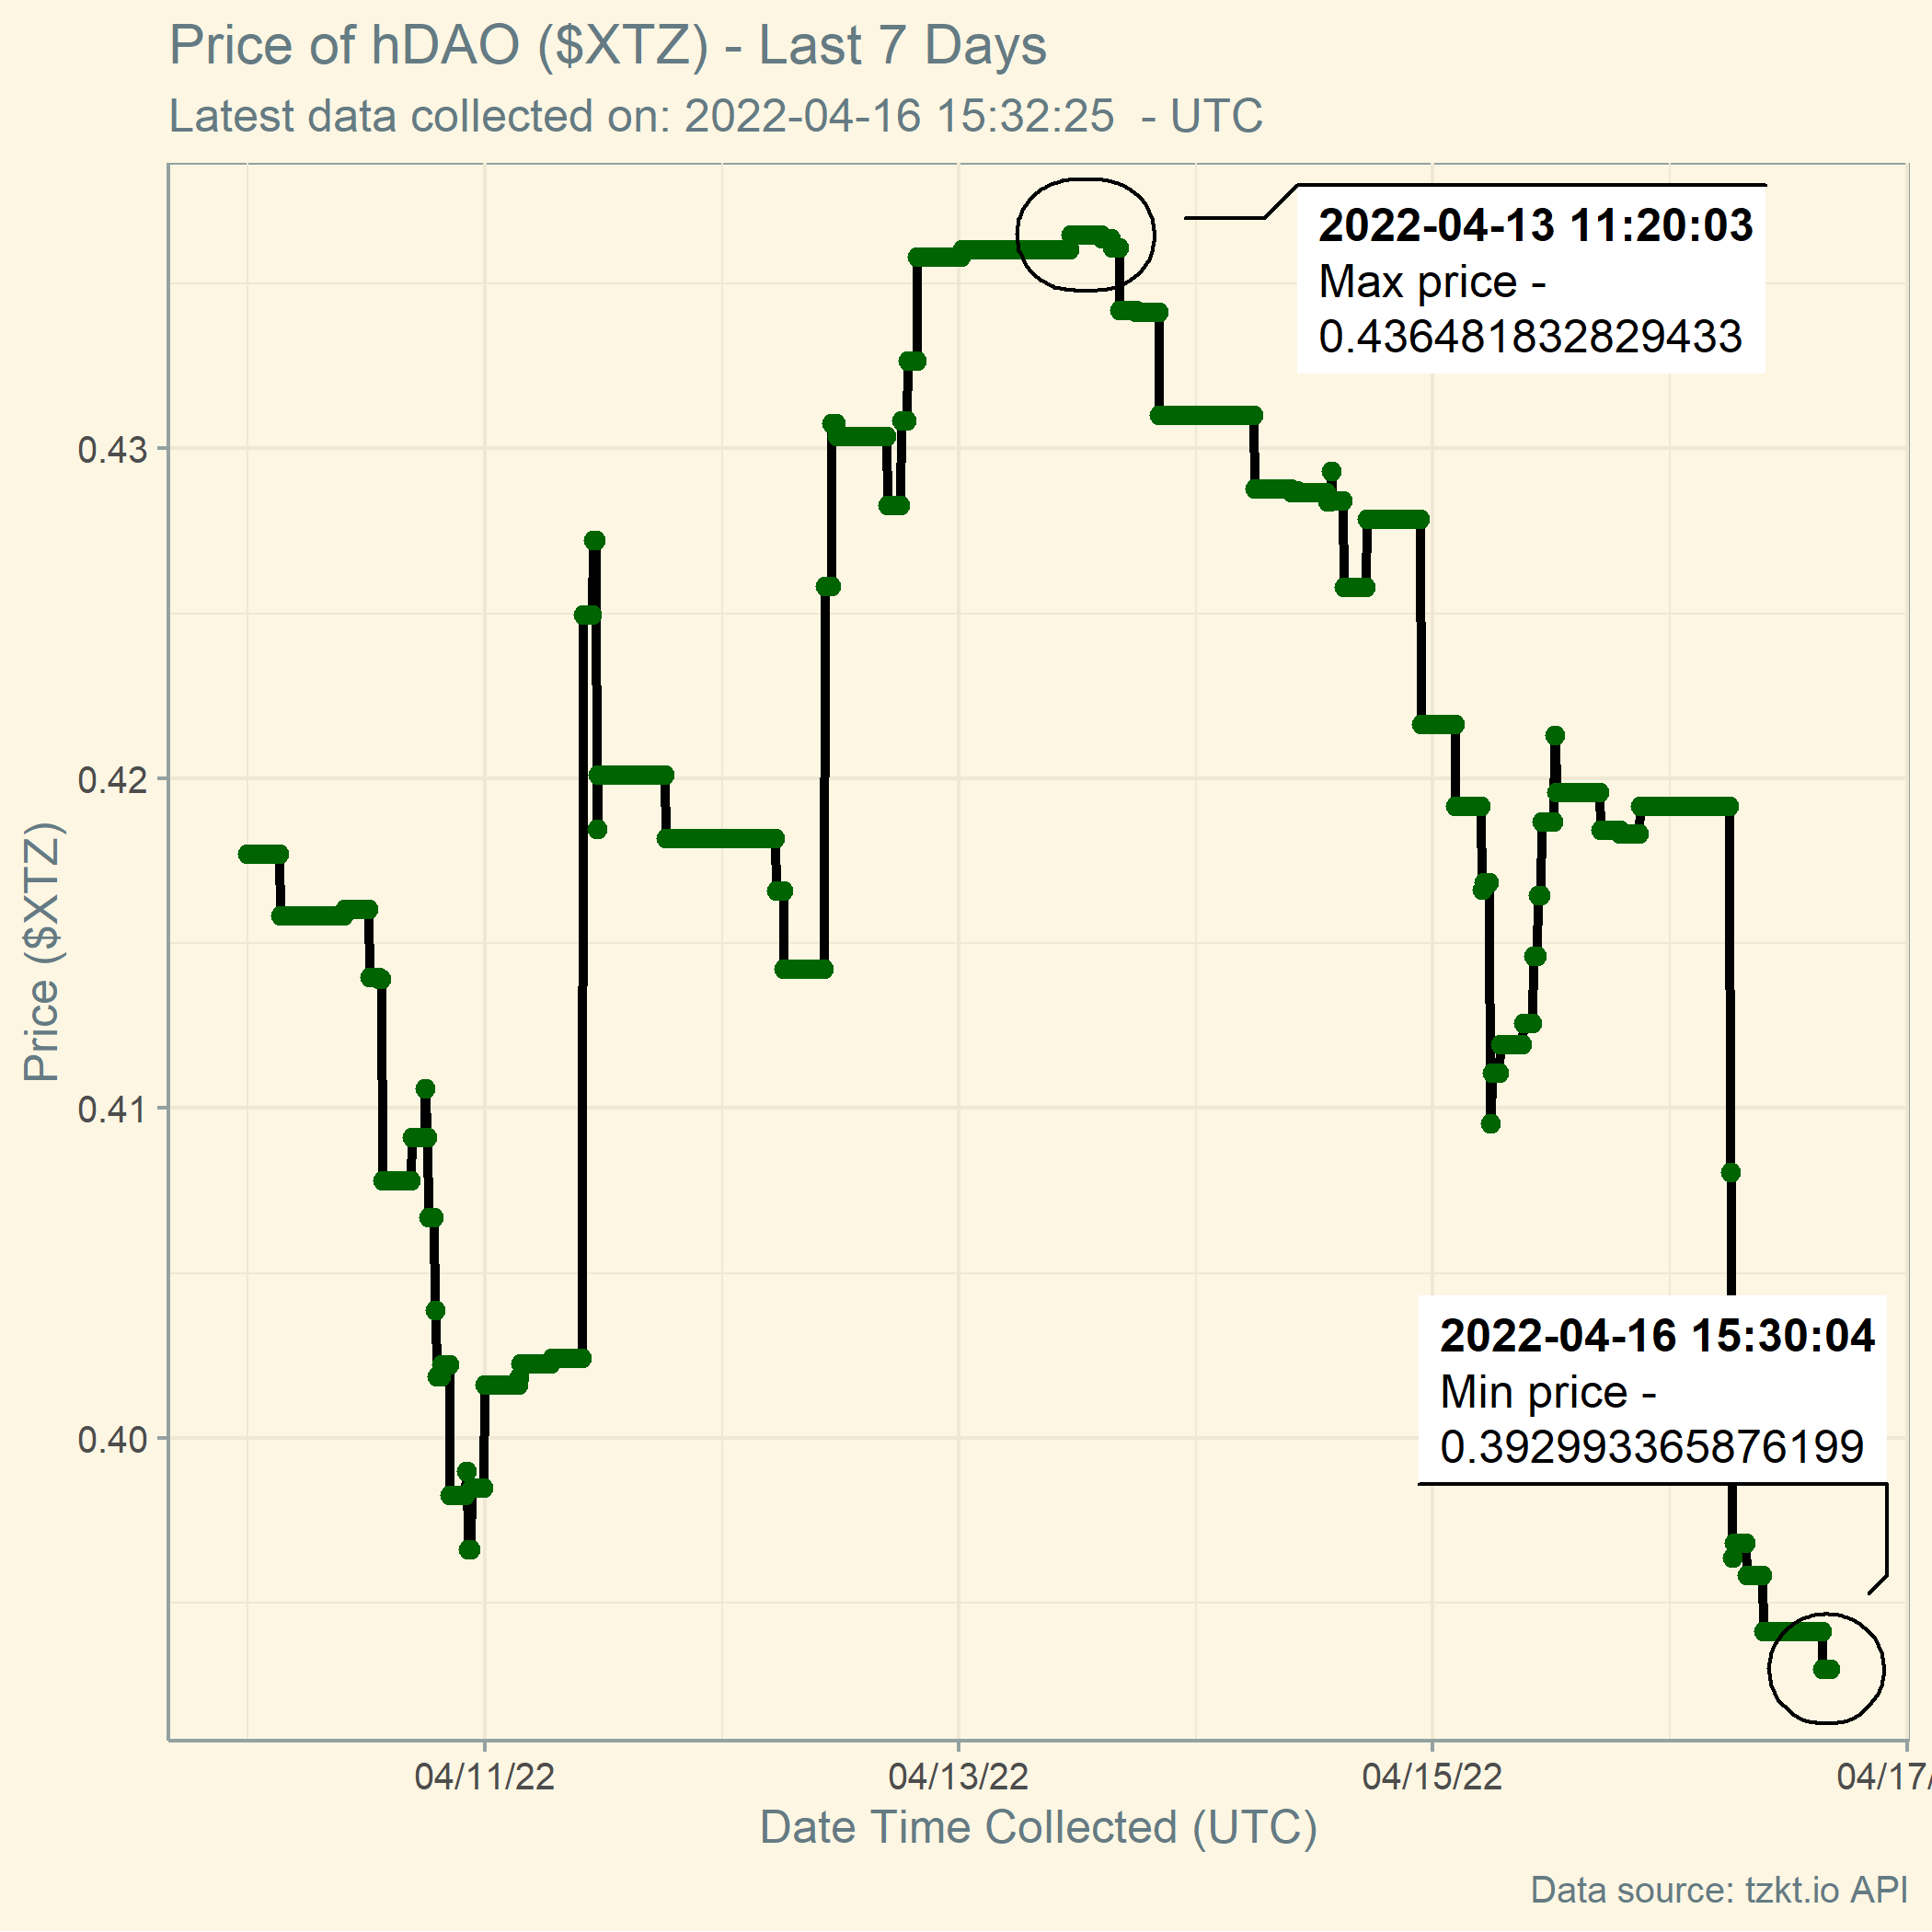 Price of hDAO ($XTZ) - Last 7 Days
Latest data collected on: 2022-04-16 15:32:25  - UTC
2022-04-13 11:20:03
Max price -
0.436481832829433
0.43
0.42
Price ($XTZ)
0.41
0.40
2022-04-16 15:30:04
Min price -
0.392993365876199
04/11/22
04/13/22
04/15/22
04/17/
Date Time Collected (UTC)
Data source: tzkt.io API